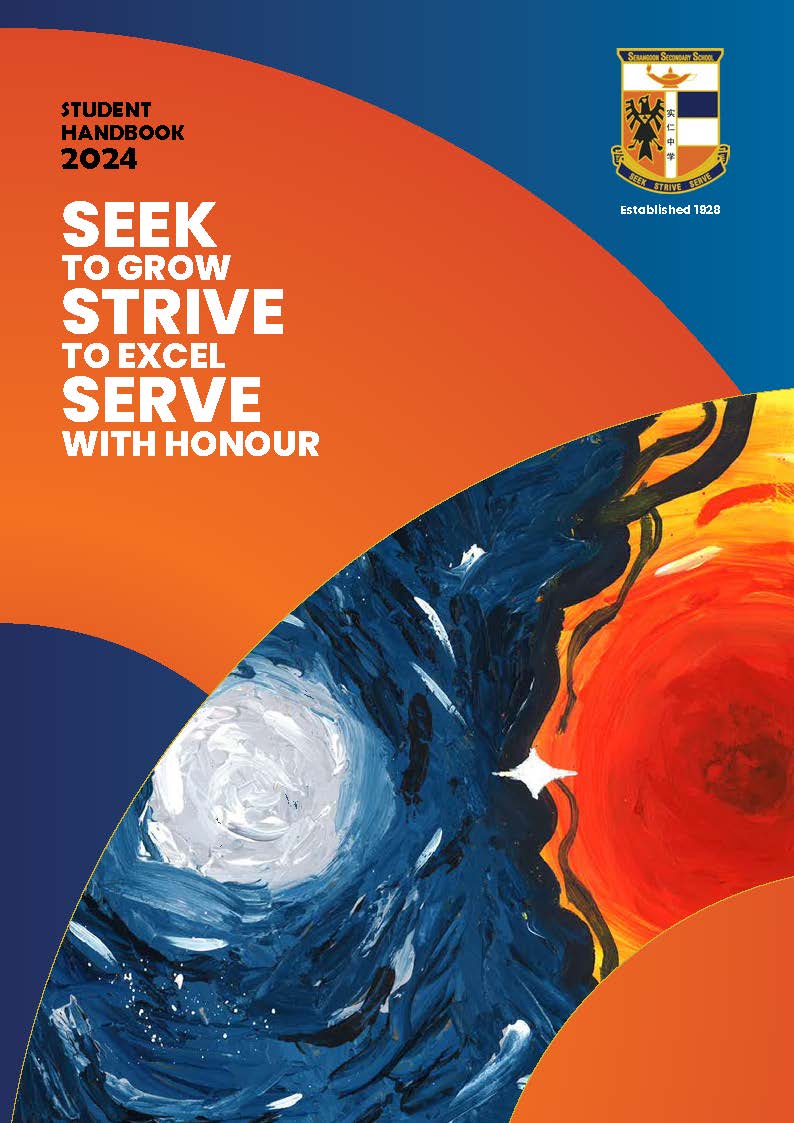 STUDENT
HANDBOOK
2024
SEEK
TO GROW
STRIVE
TO EXCEL
SERVE
WITH HONOUR
SERANGOON SECONDARY SCHOOL
实仁中学
SEEK STRIVE SERVE
Established 1928